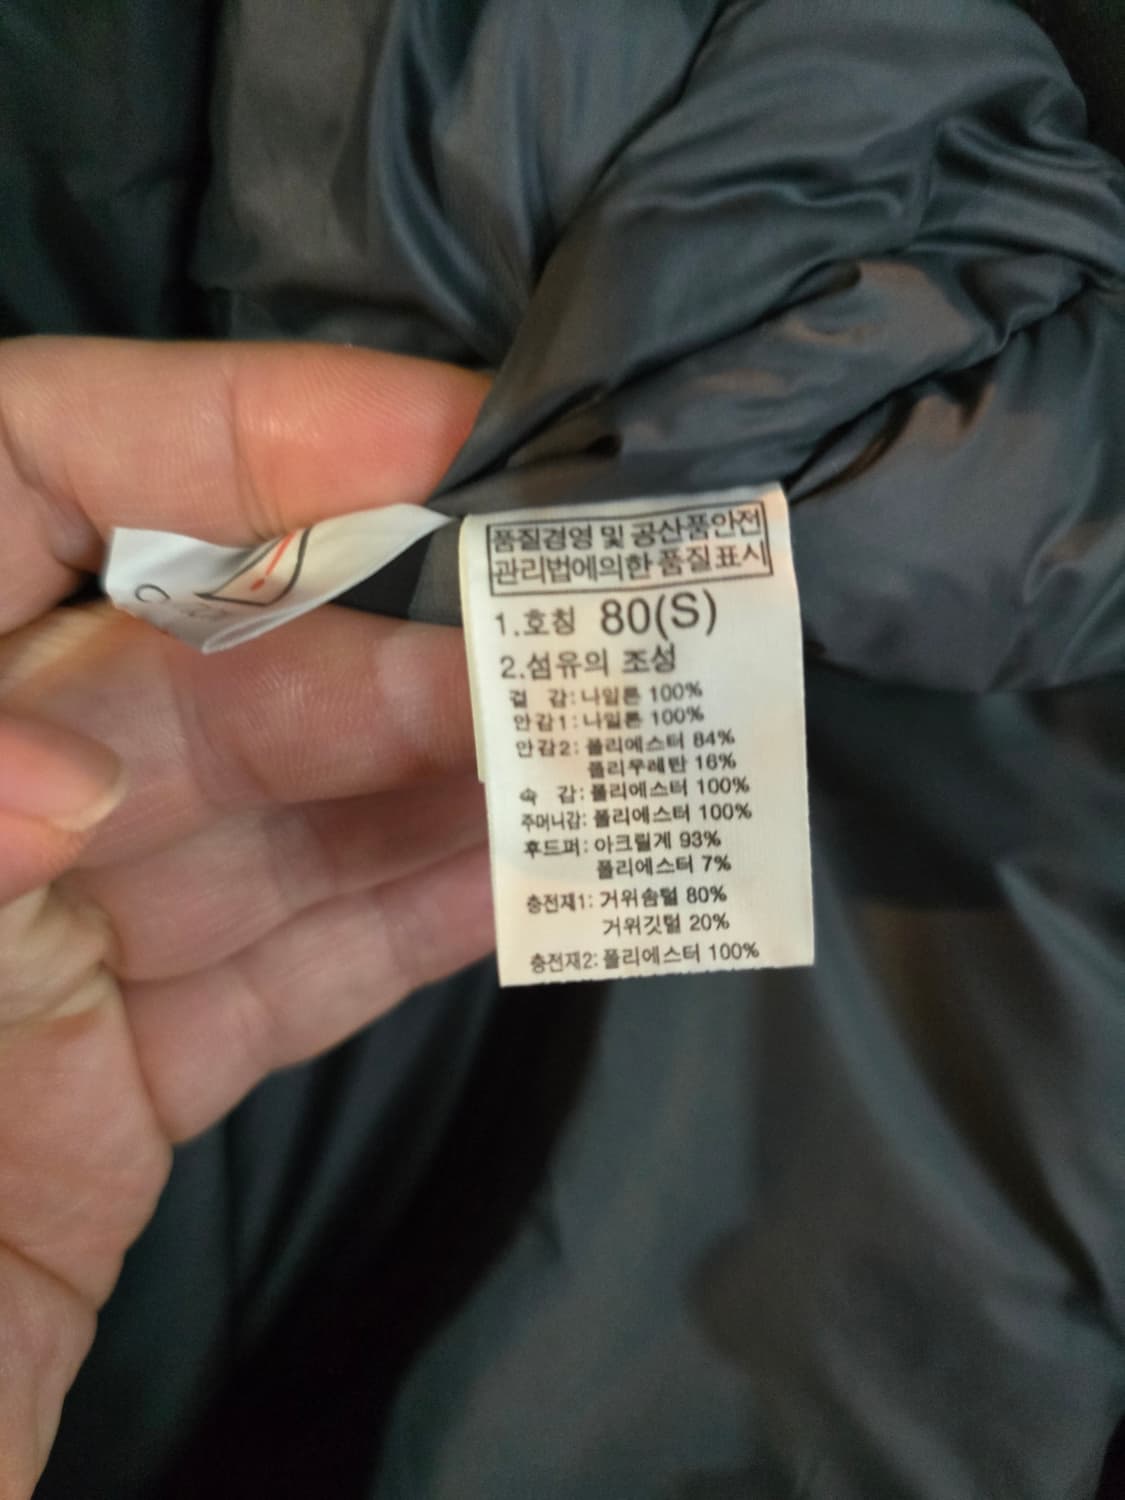 품질경영 및 공산품안전
관리법에의한 품질표시
1.호칭 80(S)
2.섬유의 조성
겉 감: 나일론 100%
안감1: 나일론 100%
안감2: 폴리에스터 84%
폴리우레탄 16%
속 감: 폴리에스터 100%
주머니감: 폴리에스터 100%
후드퍼: 아크릴계 93%
폴리에스터 7%
충전재1: 거위솜털 80%
거위깃털 20%
충전재2: 폴리에스터 100%